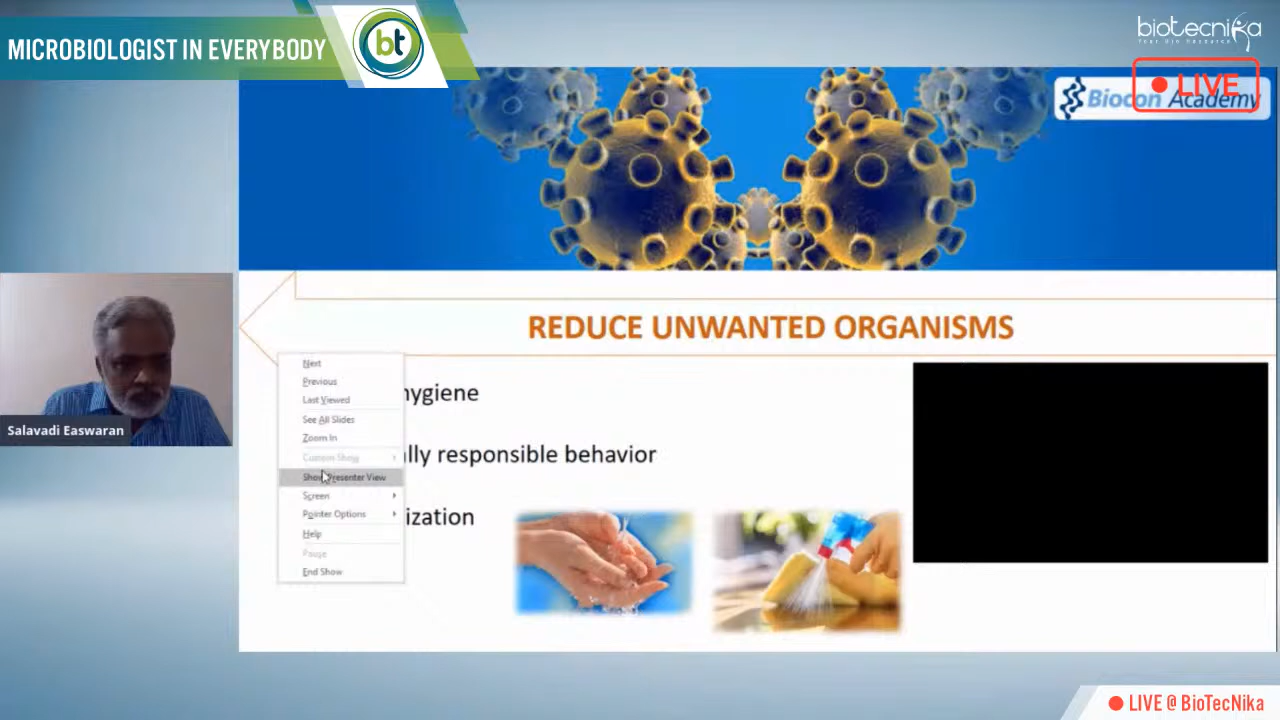 MICROBIOLOGIST IN EVERYBODY
bt
biotecnika
LIVE
Biocon Academy
REDUCE UNWANTED ORGANISMS
Next
Previous
Last Viewed
See All Slides
Zoom In
Custom Show
Show Presenter View
Screen
Pointer Options
Help
Pause
End Show
hygiene
lly responsible behavior
ization
Salavadi Easwaran
LIVE @ BioTecNika